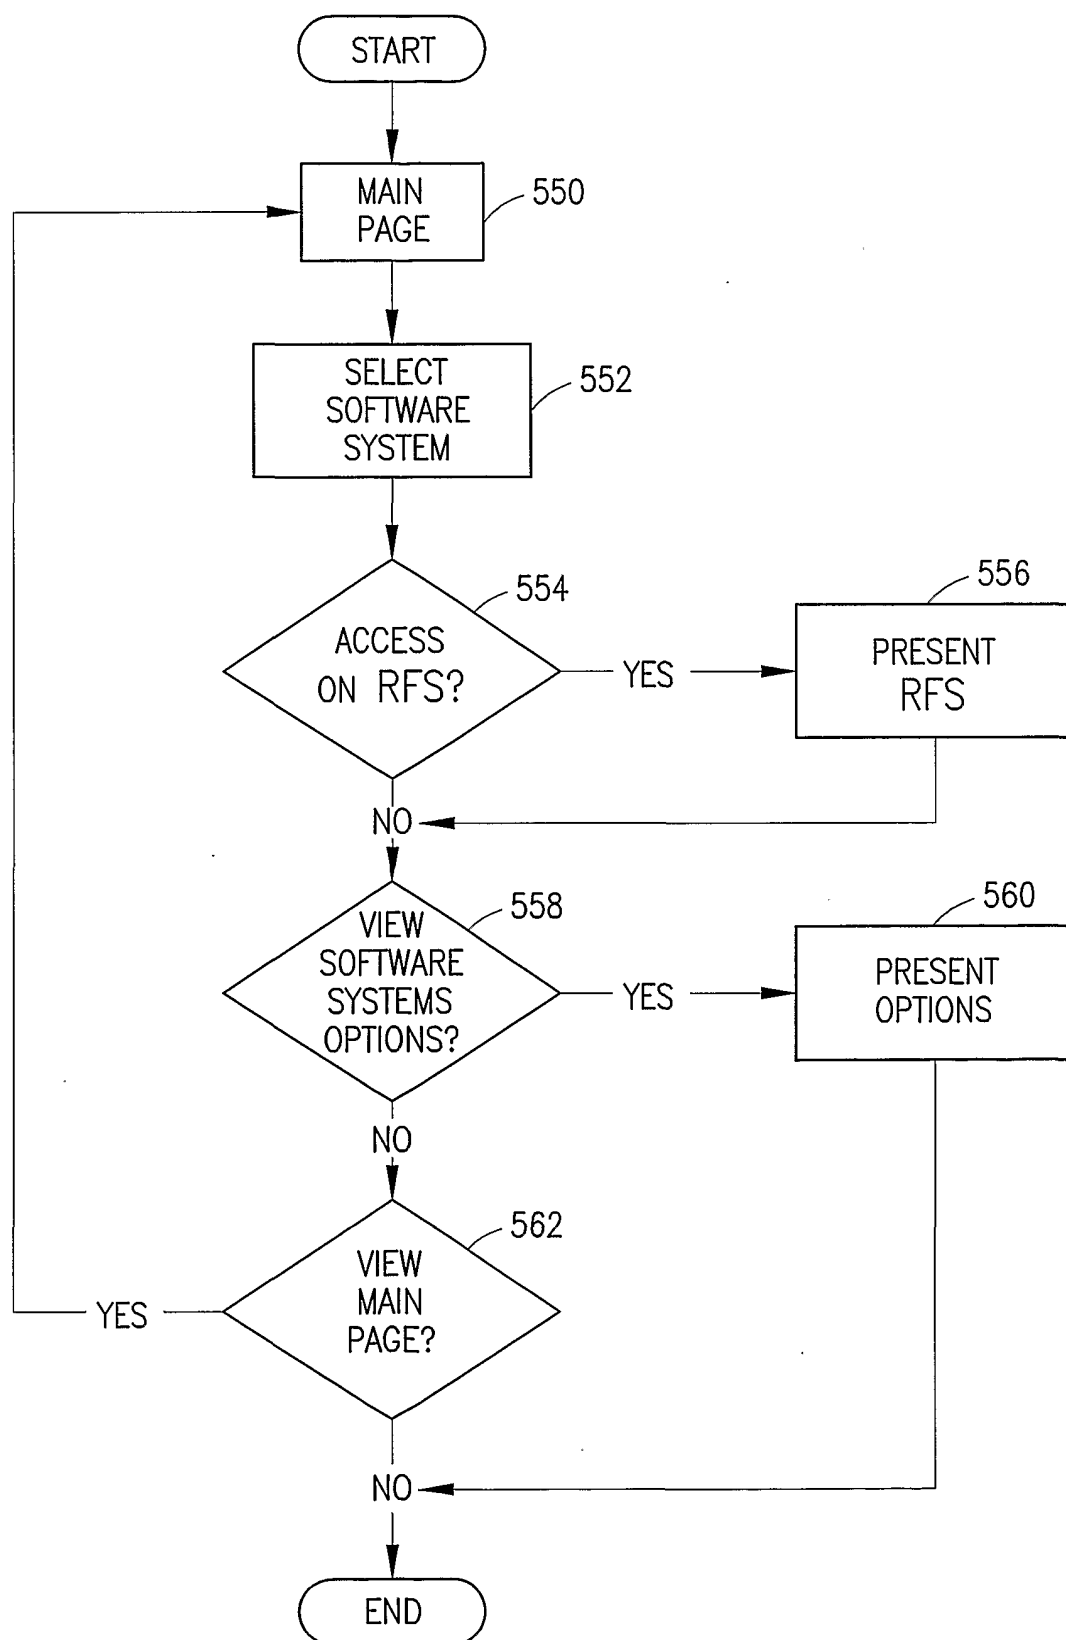 START
MAIN
PAGE
550
SELECT
SOFTWARE
SYSTEM
552
ACCESS
ON RFS?
554
YES
PRESENT
RFS
556
NO
VIEW
SOFTWARE
SYSTEMS
OPTIONS?
558
YES
PRESENT
OPTIONS
560
NO
VIEW
MAIN
PAGE?
562
YES
NO
END